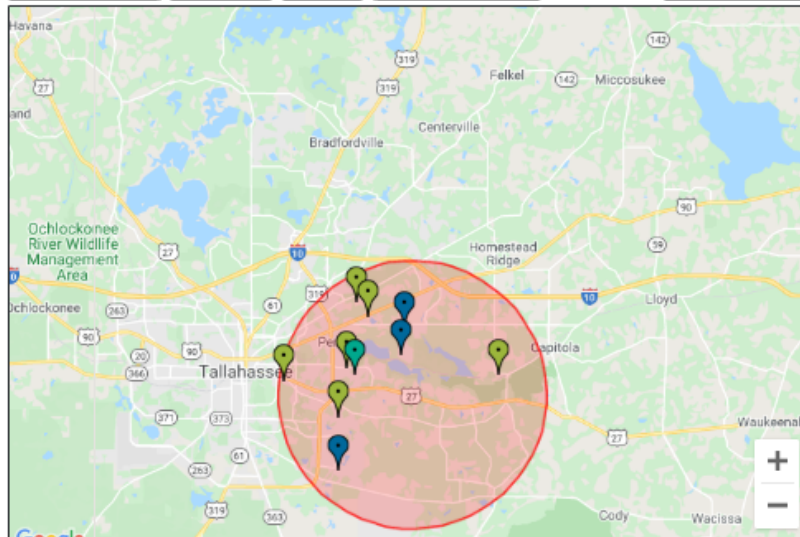 Havana
319
142
Felkel
142
Miccosukee
27
319
Centerville
Bradfordville
90
Ochlockonee
River Wildlife
Management
Area
27
10
Homestead
Ridge
59
319
10
61
Lloyd
263
90
20
90
Capitola
366
Tallahassee
27
371
373
Waukeenah
27
61
263
319
363
Cody
Wacissa
+
−
Google